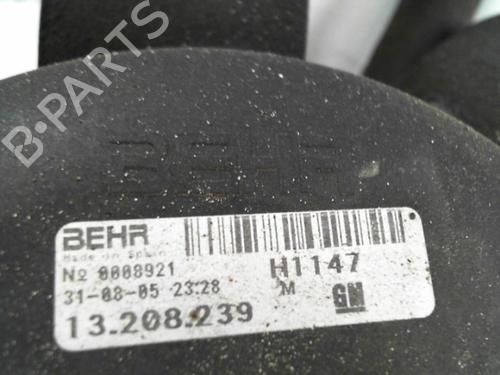 B-PARTS
BEHR
BEHR
Made in Spain
No 0008921
H1147
31-08-05 23:28
M
GM
13.208.239